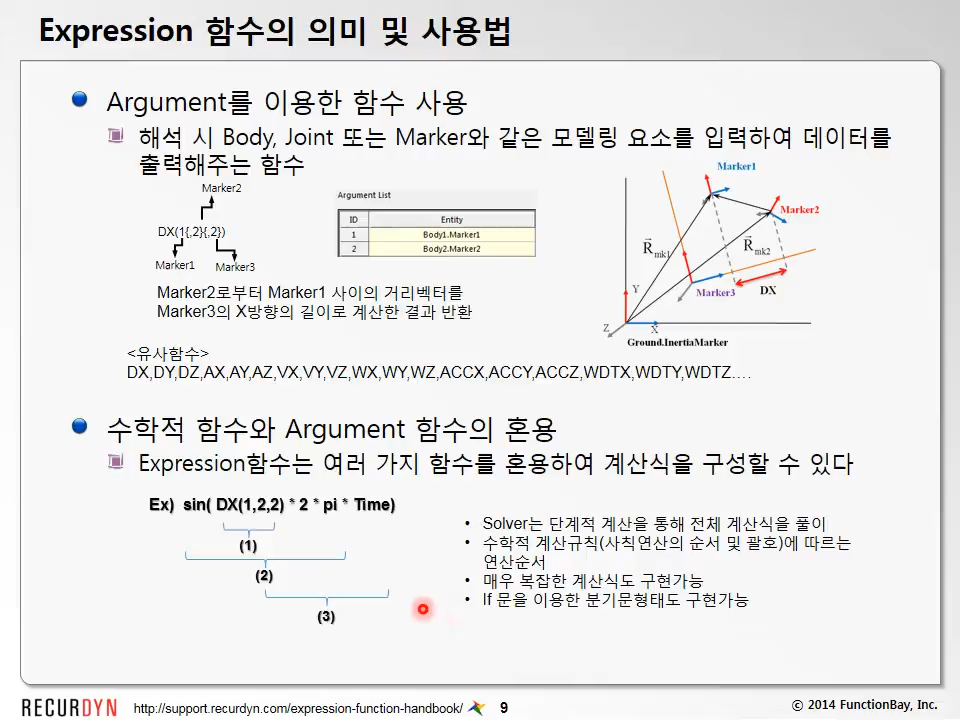 Expression 함수의 의미 및 사용법
Argument를 이용한 함수 사용
해석 시 Body, Joint 또는 Marker와 같은 모델링 요소를 입력하여 데이터를
출력해주는 함수
Marker2
DX(1{,2}{,2})
Marker1
Marker3
Argument List
ID Entity
1 Body1.Marker1
2 Body2.Marker2
Marker1
Marker2
R mk1
R mk2
Marker3
DX
Y
Z
X
Ground.InertiaMarker
Marker2로부터 Marker1 사이의 거리벡터를
Marker3의 X방향의 길이로 계산한 결과 반환
<유사함수>
DX,DY,DZ,AX,AY,AZ,VX,VY,VZ,WX,WY,WZ,ACCX,ACCY,ACCZ,WDTX,WDTY,WDTZ….
수학적 함수와 Argument 함수의 혼용
Expression함수는 여러 가지 함수를 혼용하여 계산식을 구성할 수 있다
Ex) sin( DX(1,2,2) * 2 * pi * Time)
(1)
(2)
(3)
• Solver는 단계적 계산을 통해 전체 계산식을 풀이
• 수학적 계산규칙(사칙연산의 순서 및 괄호)에 따르는
연산순서
• 매우 복잡한 계산식도 구현가능
• If 문을 이용한 분기문형태도 구현가능
RECURDYN
http://support.recurdyn.com/expression-function-handbook/
9
© 2014 FunctionBay, Inc.